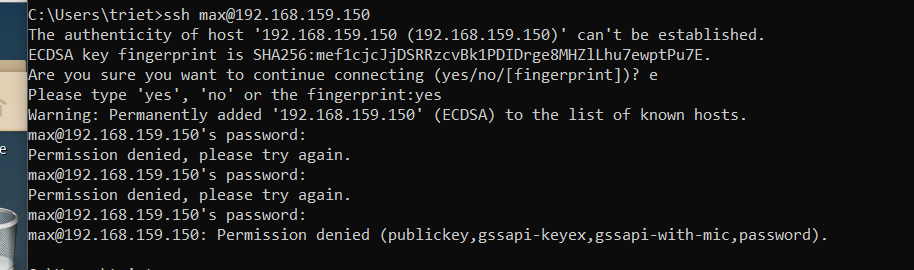 C:\Users\triet>ssh max@192.168.159.150
The authenticity of host '192.168.159.150 (192.168.159.150)' can't be established.
ECDSA key fingerprint is SHA256:mef1cjcJjDSRRzcvBk1PDIDrge8MHZlLhu7ewptPu7E.
Are you sure you want to continue connecting (yes/no/[fingerprint])? e
Please type 'yes', 'no' or the fingerprint:yes
Warning: Permanently added '192.168.159.150' (ECDSA) to the list of known hosts.
max@192.168.159.150's password:
Permission denied, please try again.
max@192.168.159.150's password:
Permission denied, please try again.
max@192.168.159.150's password:
max@192.168.159.150: Permission denied (publickey,gssapi-keyex,gssapi-with-mic,password).